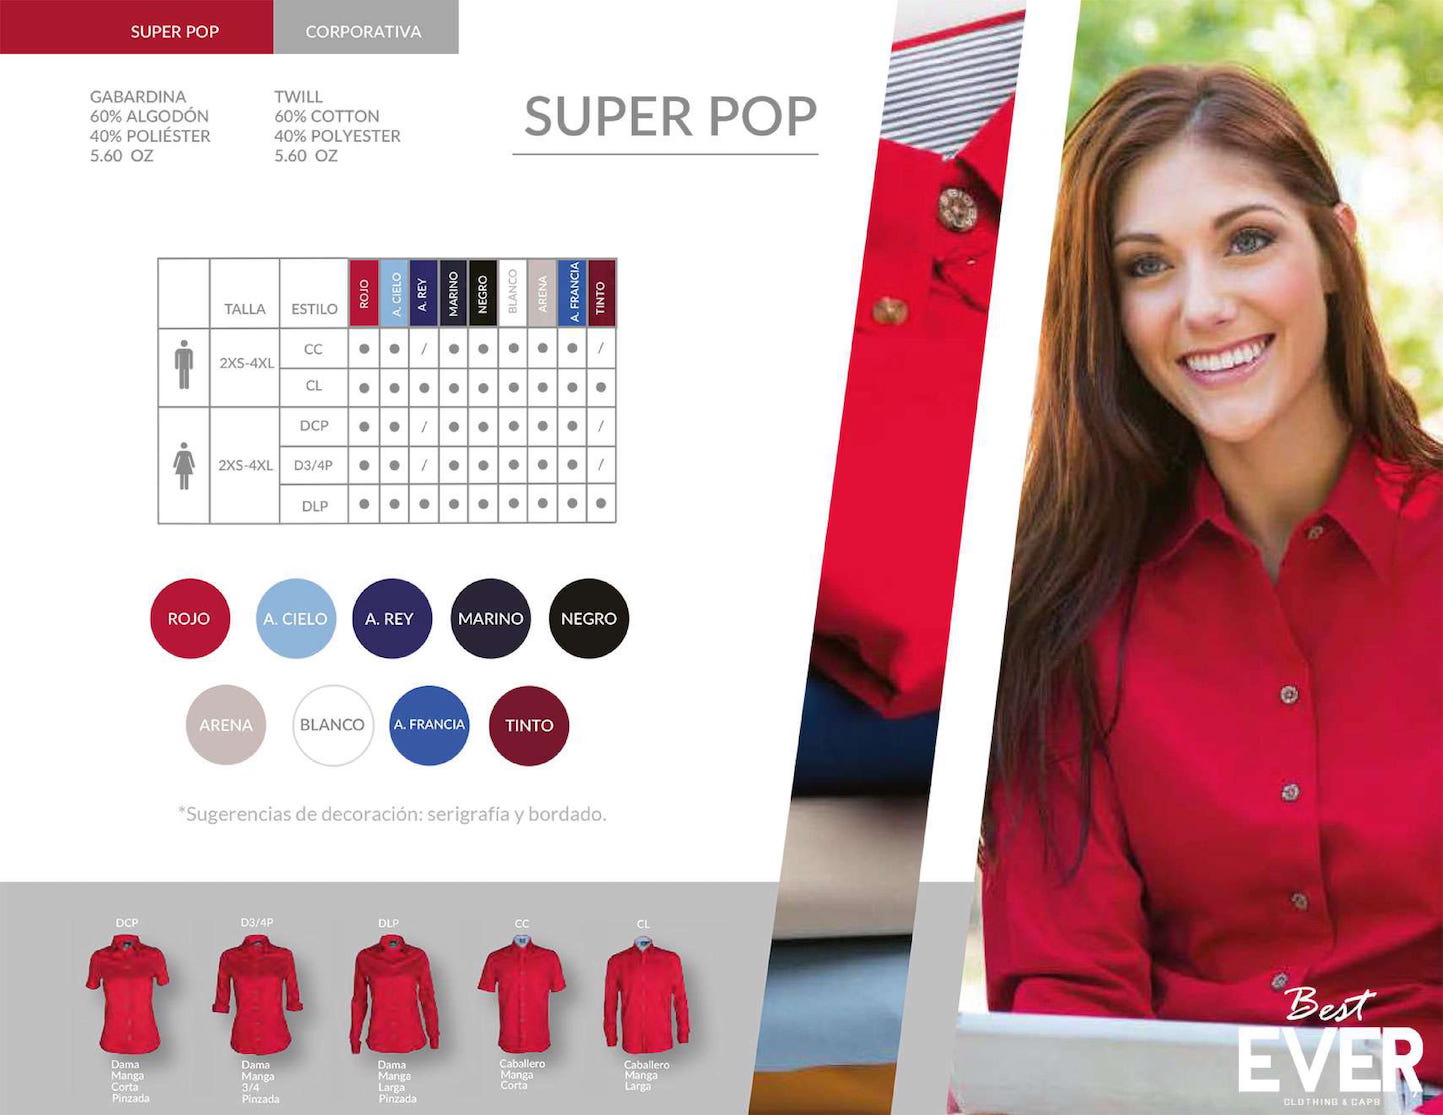 SUPER POP
CORPORATIVA
GABARDINA
60% ALGODÓN
40% POLIÉSTER
5.60 OZ
TWILL
60% COTTON
40% POLYESTER
5.60 OZ
SUPER POP
TALLA ESTILO ROJO A. CIELO A. REY MARINO NEGRO BLANCO ARENA A. FRANCIA TINTO
2XS-4XL
CC ● ● / ● ● ● ● ● /
CL ● ● ● ● ● ● ● ● ●
2XS-4XL
DCP ● ● / ● ● ● ● ● /
D3/4P ● ● / ● ● ● ● ● /
DLP ● ● ● ● ● ● ● ● ●
ROJO A. CIELO A. REY MARINO NEGRO
ARENA BLANCO A. FRANCIA TINTO
*Sugerencias de decoración: serigrafía y bordado.
DCP
Dama
Manga
Corta
Pinzada
D3/4P
Dama
Manga
3/4
Pinzada
DLP
Dama
Manga
Larga
Pinzada
CC
Caballero
Manga
Corta
CL
Caballero
Manga
Larga
Best
EVER
CLOTHING & CAPS